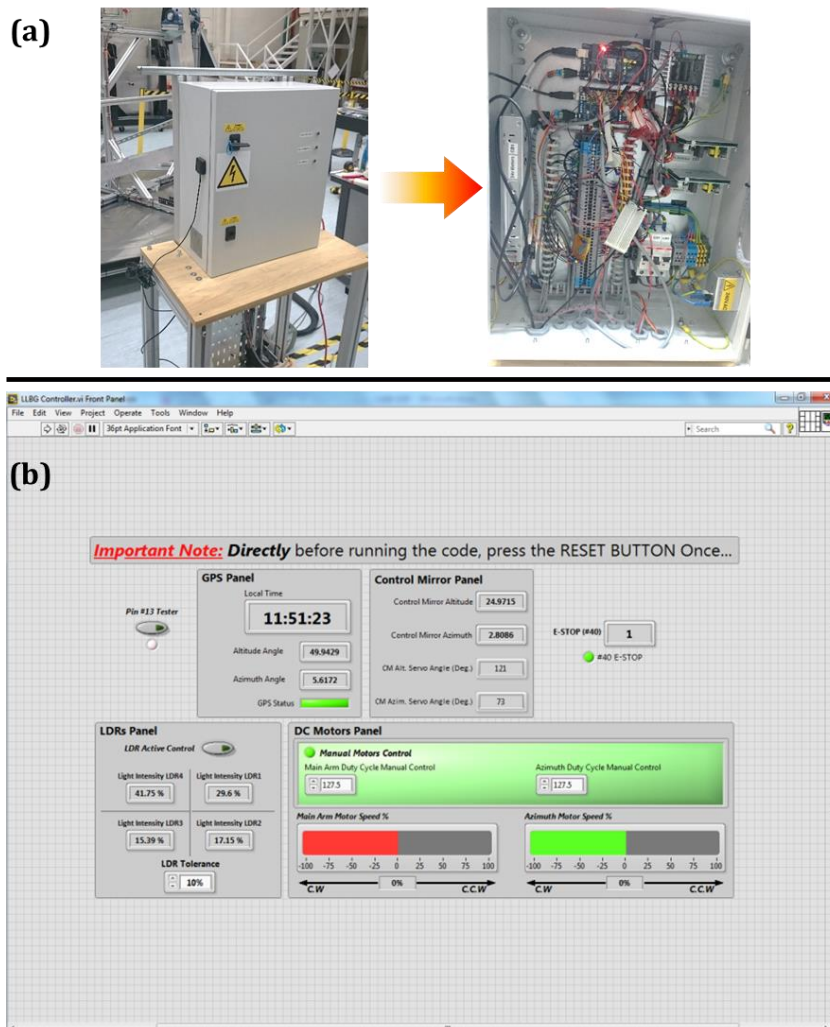 (a)
LLBG Controller.vi Front Panel
File Edit View Project Operate Tools Window Help
36pt Application Font
Search
(b)
Important Note: Directly before running the code, press the RESET BUTTON Once...
GPS Panel
Local Time
11:51:23
Altitude Angle 49.9429
Azimuth Angle 5.6172
GPS Status
Control Mirror Panel
Control Mirror Altitude 24.9715
Control Mirror Azimuth 2.8086
CM Alt. Servo Angle (Deg.) 121
CM Azim. Servo Angle (Deg.) 73
Pin #13 Tester
E-STOP (#40) 1
#40 E-STOP
LDRs Panel
LDR Active Control
Light Intensity LDR4 Light Intensity LDR1
41.75 % 29.6 %
Light Intensity LDR3 Light Intensity LDR2
15.39 % 17.15 %
LDR Tolerance
10%
DC Motors Panel
Manual Motors Control
Main Arm Duty Cycle Manual Control Azimuth Duty Cycle Manual Control
127.5 127.5
Main Arm Motor Speed % Azimuth Motor Speed %
-100 -75 -50 -25 0 25 50 75 100 -100 -75 -50 -25 0 25 50 75 100
C.W 0% C.C.W C.W 0% C.C.W